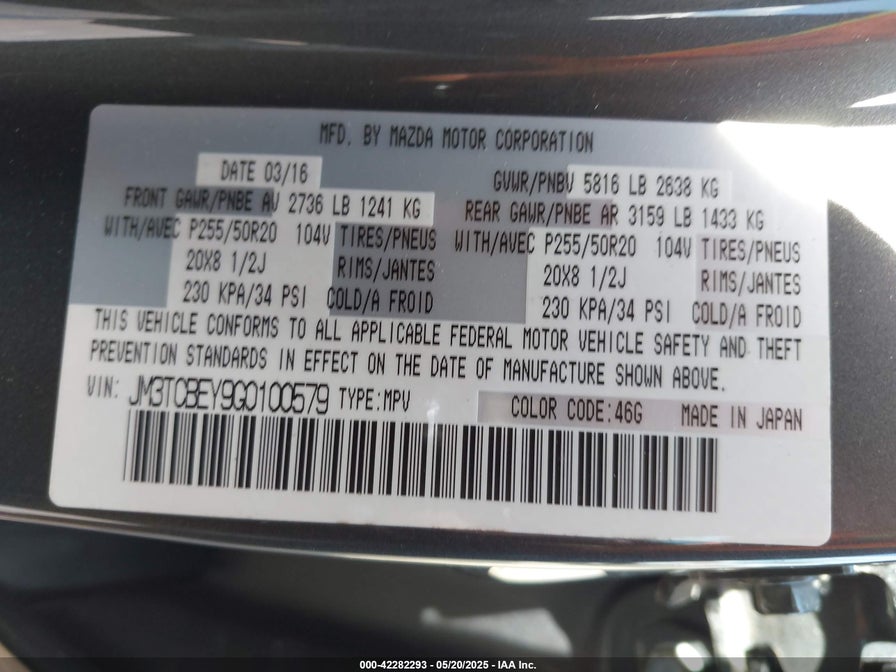 MFD. BY MAZDA MOTOR CORPORATION
DATE 03/16 GVWR/PNBV 5816 LB 2638 KG
FRONT GAWR/PNBE AV 2736 LB 1241 KG REAR GAWR/PNBE AR 3159 LB 1433 KG
WITH/AVEC P255/50R20 104V TIRES/PNEUS WITH/AVEC P255/50R20 104V TIRES/PNEUS
20X8 1/2J RIMS/JANTES 20X8 1/2J RIMS/JANTES
230 KPA/34 PSI COLD/A FROID 230 KPA/34 PSI COLD/A FROID
THIS VEHICLE CONFORMS TO ALL APPLICABLE FEDERAL MOTOR VEHICLE SAFETY AND THEFT
PREVENTION STANDARDS IN EFFECT ON THE DATE OF MANUFACTURE SHOWN ABOVE.
VIN: JM3TCBEY9G0100579 TYPE:MPV COLOR CODE:46G MADE IN JAPAN
000-42282293 - 05/20/2025 - IAA Inc.